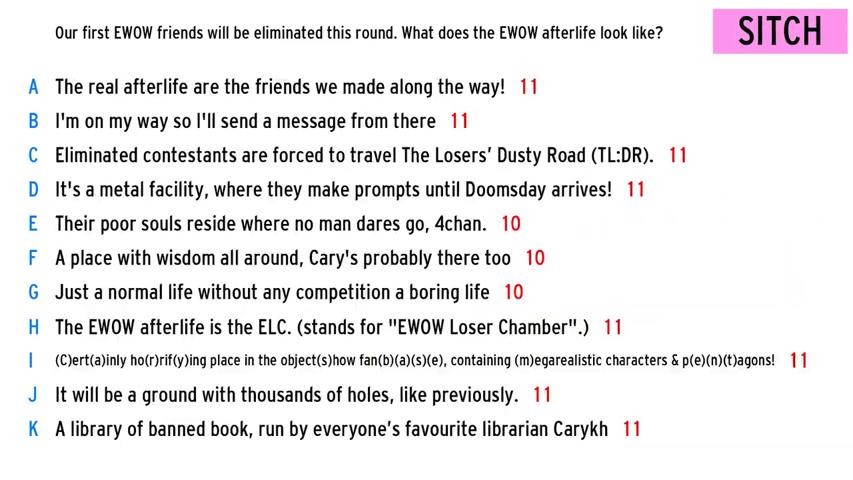 Our first EWOW friends will be eliminated this round. What does the EWOW afterlife look like?
SITCH
A The real afterlife are the friends we made along the way! 11
B I'm on my way so I'll send a message from there 11
C Eliminated contestants are forced to travel The Losers' Dusty Road (TL:DR). 11
D It's a metal facility, where they make prompts until Doomsday arrives! 11
E Their poor souls reside where no man dares go, 4chan. 10
F A place with wisdom all around, Cary's probably there too 10
G Just a normal life without any competition a boring life 10
H The EWOW afterlife is the ELC. (stands for "EWOW Loser Chamber".) 11
I (C)ert(a)inly ho(r)rif(y)ing place in the object(s)how fan(b)(a)(s)(e), containing (m)egarealistic characters & p(e)(n)(t)agons! 11
J It will be a ground with thousands of holes, like previously. 11
K A library of banned book, run by everyone's favourite librarian Carykh 11